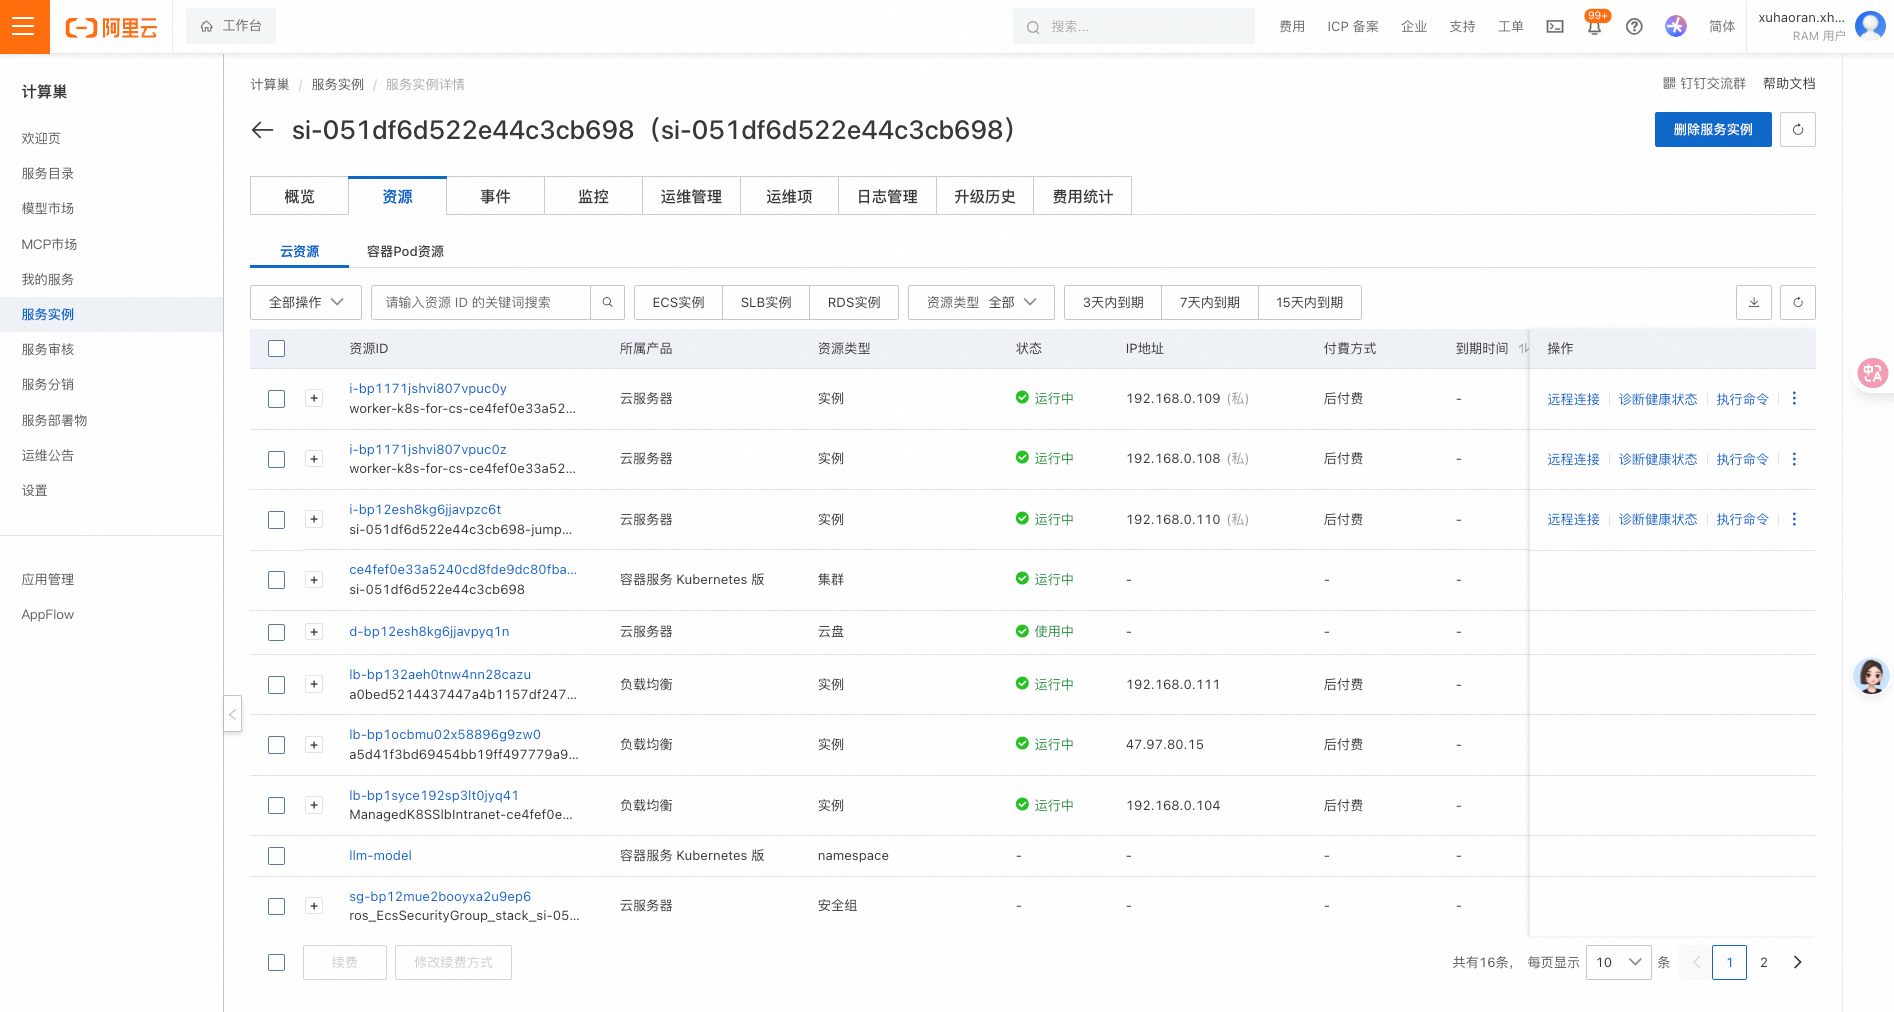 阿里云
工作台
搜索...
费用
ICP 备案
企业
支持
工单
99+
简体
xuhaoran.xh...
RAM 用户
计算巢
欢迎页
服务目录
模型市场
MCP市场
我的服务
服务实例
服务审核
服务分销
服务部署物
运维公告
设置
应用管理
AppFlow
计算巢 / 服务实例 / 服务实例详情
钉钉交流群 帮助文档
si-051df6d522e44c3cb698（si-051df6d522e44c3cb698）
删除服务实例
概览 资源 事件 监控 运维管理 运维项 日志管理 升级历史 费用统计
云资源 容器Pod资源
全部操作 请输入资源 ID 的关键词搜索 ECS实例 SLB实例 RDS实例 资源类型 全部 3天内到期 7天内到期 15天内到期
资源ID 所属产品 资源类型 状态 IP地址 付费方式 到期时间 操作
i-bp1171jshvi807vpuc0y
worker-k8s-for-cs-ce4fef0e33a52...
云服务器 实例 运行中 192.168.0.109 (私) 后付费 - 远程连接 诊断健康状态 执行命令
i-bp1171jshvi807vpuc0z
worker-k8s-for-cs-ce4fef0e33a52...
云服务器 实例 运行中 192.168.0.108 (私) 后付费 - 远程连接 诊断健康状态 执行命令
i-bp12esh8kg6jjavpzc6t
si-051df6d522e44c3cb698-jump...
云服务器 实例 运行中 192.168.0.110 (私) 后付费 - 远程连接 诊断健康状态 执行命令
ce4fef0e33a5240cd8fde9dc80fba...
si-051df6d522e44c3cb698
容器服务 Kubernetes 版 集群 运行中 - - -
d-bp12esh8kg6jjavpyq1n 云服务器 云盘 使用中 - - -
lb-bp132aeh0tnw4nn28cazu
a0bed5214437447a4b1157df247...
负载均衡 实例 运行中 192.168.0.111 后付费 -
lb-bp1ocbmu02x58896g9zw0
a5d41f3bd69454bb19ff497779a9...
负载均衡 实例 运行中 47.97.80.15 后付费 -
lb-bp1syce192sp3lt0jyq41
ManagedK8SSlbIntranet-ce4fef0e...
负载均衡 实例 运行中 192.168.0.104 后付费 -
llm-model 容器服务 Kubernetes 版 namespace - - - -
sg-bp12mue2booyxa2u9ep6
ros_EcsSecurityGroup_stack_si-05...
云服务器 安全组 - - - -
续费 修改续费方式
共有16条， 每页显示 10 条 1 2